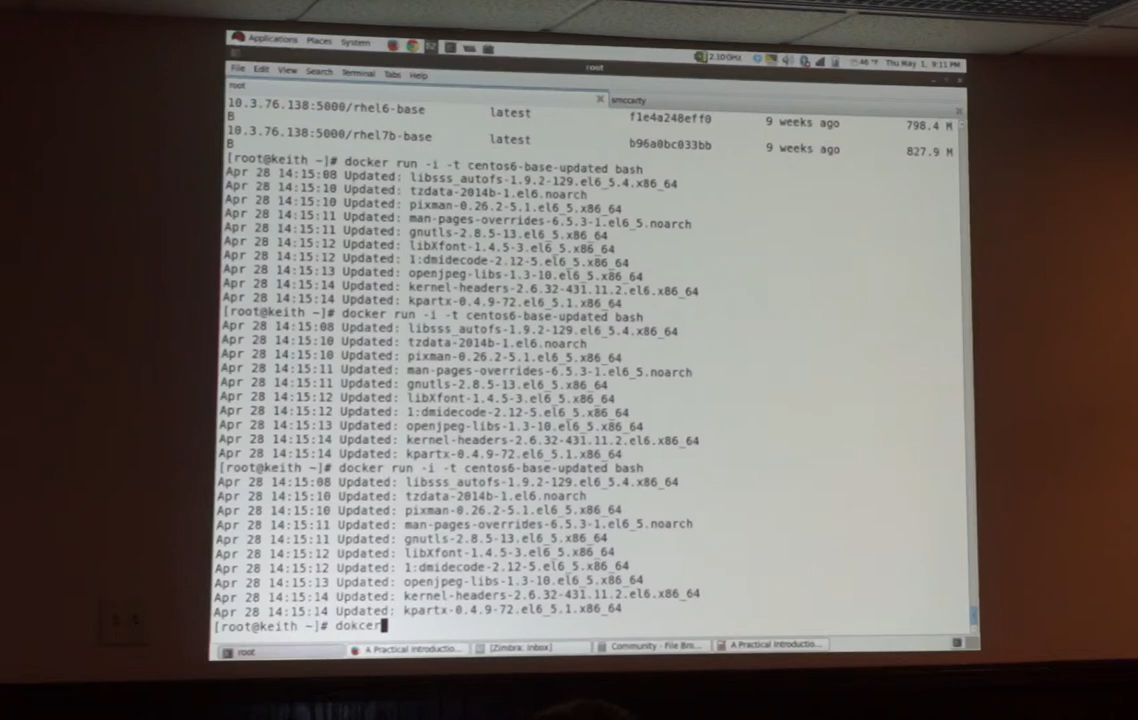 Applications Places System 2.10 GHz 46 °F Thu May 1, 9:11 PM
root
File Edit View Search Terminal Tabs Help
root smccarty
10.3.76.138:5000/rhel6-base latest f1e4a248eff0 9 weeks ago 798.4 M
B
10.3.76.138:5000/rhel7b-base latest b96a0bc033bb 9 weeks ago 827.9 M
B
[root@keith ~]# docker run -i -t centos6-base-updated bash
Apr 28 14:15:08 Updated: libsss_autofs-1.9.2-129.el6_5.4.x86_64
Apr 28 14:15:10 Updated: tzdata-2014b-1.el6.noarch
Apr 28 14:15:10 Updated: pixman-0.26.2-5.1.el6_5.x86_64
Apr 28 14:15:11 Updated: man-pages-overrides-6.5.3-1.el6_5.noarch
Apr 28 14:15:11 Updated: gnutls-2.8.5-13.el6_5.x86_64
Apr 28 14:15:12 Updated: libXfont-1.4.5-3.el6_5.x86_64
Apr 28 14:15:12 Updated: 1:dmidecode-2.12-5.el6_5.x86_64
Apr 28 14:15:13 Updated: openjpeg-libs-1.3-10.el6_5.x86_64
Apr 28 14:15:14 Updated: kernel-headers-2.6.32-431.11.2.el6.x86_64
Apr 28 14:15:14 Updated: kpartx-0.4.9-72.el6_5.1.x86_64
[root@keith ~]# docker run -i -t centos6-base-updated bash
Apr 28 14:15:08 Updated: libsss_autofs-1.9.2-129.el6_5.4.x86_64
Apr 28 14:15:10 Updated: tzdata-2014b-1.el6.noarch
Apr 28 14:15:10 Updated: pixman-0.26.2-5.1.el6_5.x86_64
Apr 28 14:15:11 Updated: man-pages-overrides-6.5.3-1.el6_5.noarch
Apr 28 14:15:11 Updated: gnutls-2.8.5-13.el6_5.x86_64
Apr 28 14:15:12 Updated: libXfont-1.4.5-3.el6_5.x86_64
Apr 28 14:15:12 Updated: 1:dmidecode-2.12-5.el6_5.x86_64
Apr 28 14:15:13 Updated: openjpeg-libs-1.3-10.el6_5.x86_64
Apr 28 14:15:14 Updated: kernel-headers-2.6.32-431.11.2.el6.x86_64
Apr 28 14:15:14 Updated: kpartx-0.4.9-72.el6_5.1.x86_64
[root@keith ~]# docker run -i -t centos6-base-updated bash
Apr 28 14:15:08 Updated: libsss_autofs-1.9.2-129.el6_5.4.x86_64
Apr 28 14:15:10 Updated: tzdata-2014b-1.el6.noarch
Apr 28 14:15:10 Updated: pixman-0.26.2-5.1.el6_5.x86_64
Apr 28 14:15:11 Updated: man-pages-overrides-6.5.3-1.el6_5.noarch
Apr 28 14:15:11 Updated: gnutls-2.8.5-13.el6_5.x86_64
Apr 28 14:15:12 Updated: libXfont-1.4.5-3.el6_5.x86_64
Apr 28 14:15:12 Updated: 1:dmidecode-2.12-5.el6_5.x86_64
Apr 28 14:15:13 Updated: openjpeg-libs-1.3-10.el6_5.x86_64
Apr 28 14:15:14 Updated: kernel-headers-2.6.32-431.11.2.el6.x86_64
Apr 28 14:15:14 Updated: kpartx-0.4.9-72.el6_5.1.x86_64
[root@keith ~]# dokcer
root A Practical Introductio... [Zimbra: Inbox] Community - File Bro... A Practical Introductio...